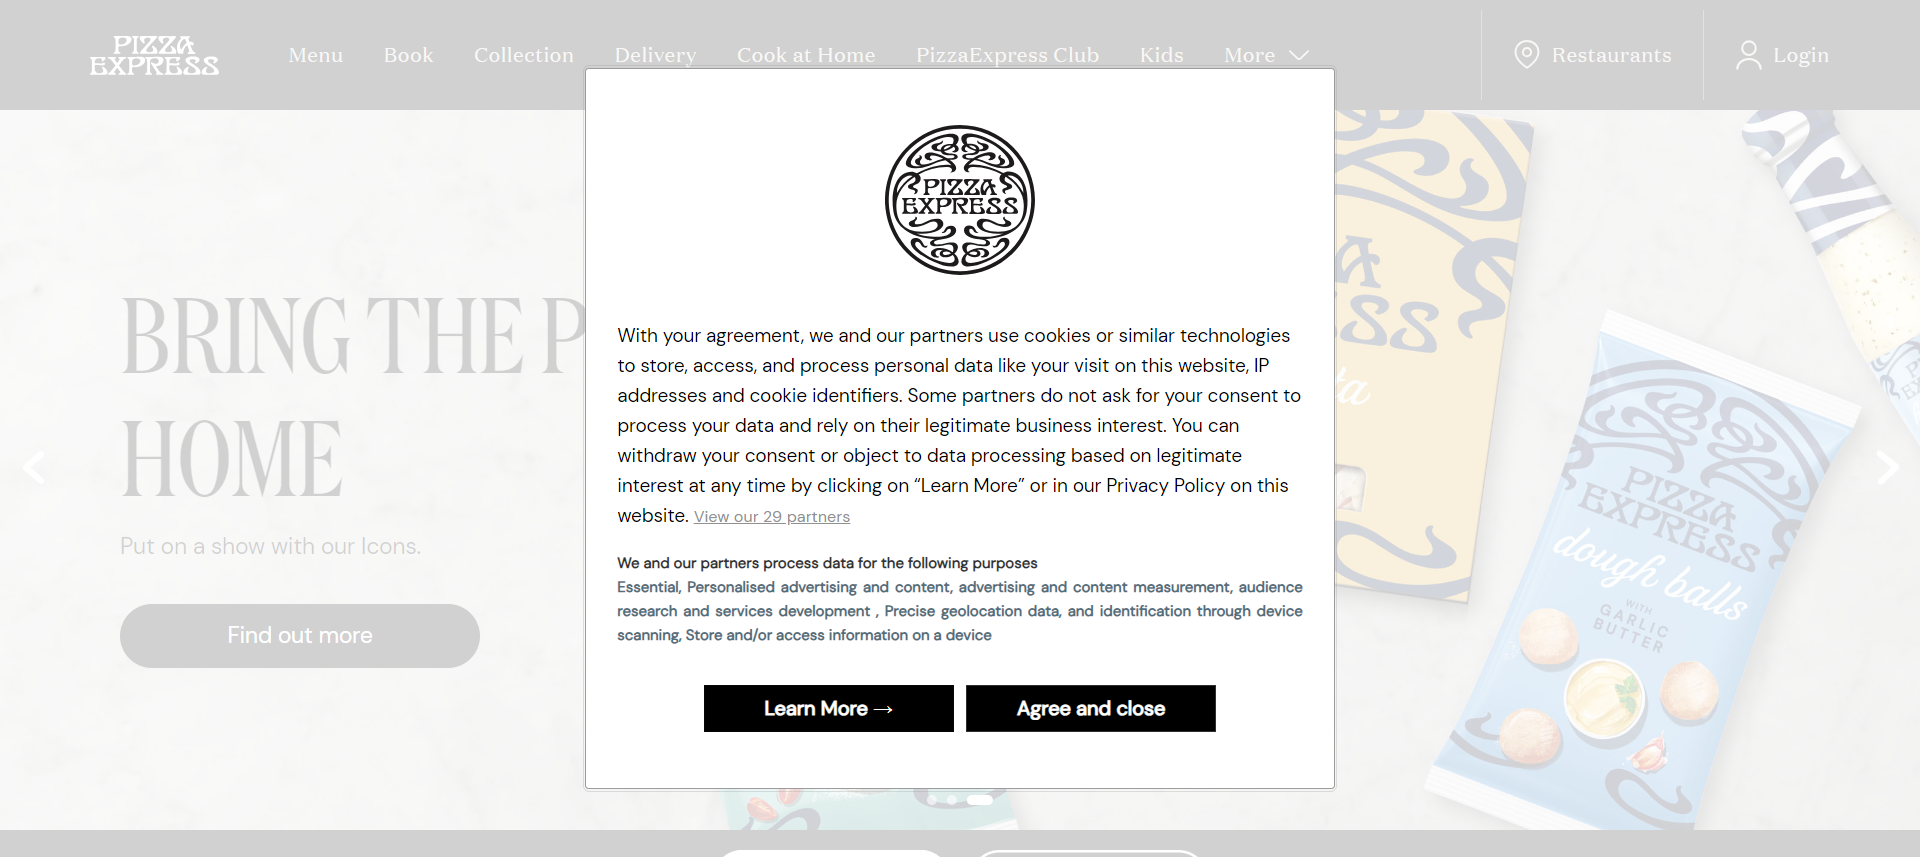 PIZZA
EXPRESS
Menu
Book
Collection
Delivery
Cook at Home
PizzaExpress Club
Kids
More
Restaurants
Login
BRING THE P
HOME
Put on a show with our Icons.
Find out more
PIZZA
EXPRESS
With your agreement, we and our partners use cookies or similar technologies
to store, access, and process personal data like your visit on this website, IP
addresses and cookie identifiers. Some partners do not ask for your consent to
process your data and rely on their legitimate business interest. You can
withdraw your consent or object to data processing based on legitimate
interest at any time by clicking on “Learn More” or in our Privacy Policy on this
website. View our 29 partners
We and our partners process data for the following purposes
Essential, Personalised advertising and content, advertising and content measurement, audience
research and services development , Precise geolocation data, and identification through device
scanning, Store and/or access information on a device
Learn More →
Agree and close
PIZZA
EXPRESS
dough balls
WITH
GARLIC
BUTTER